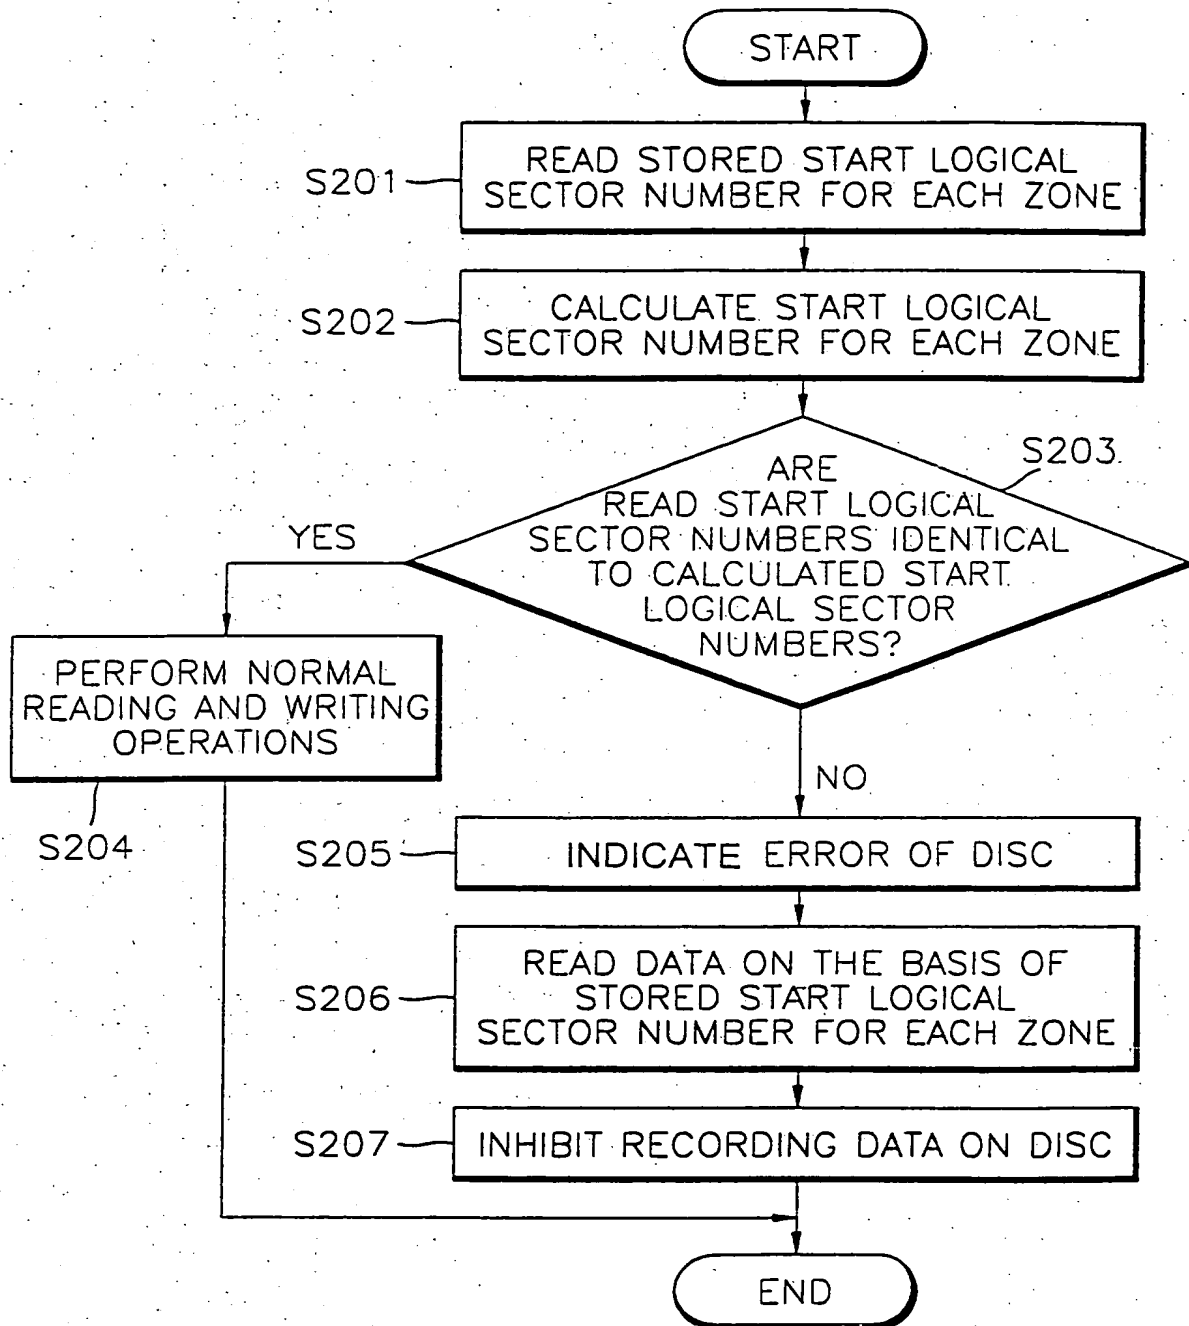 START
S201
READ STORED START LOGICAL
SECTOR NUMBER FOR EACH ZONE
S202
CALCULATE START LOGICAL
SECTOR NUMBER FOR EACH ZONE
S203
ARE
READ START LOGICAL
SECTOR NUMBERS IDENTICAL
TO CALCULATED START
LOGICAL SECTOR
NUMBERS?
YES
PERFORM NORMAL
READING AND WRITING
OPERATIONS
S204
NO
S205
INDICATE ERROR OF DISC
S206
READ DATA ON THE BASIS OF
STORED START LOGICAL
SECTOR NUMBER FOR EACH ZONE
S207
INHIBIT RECORDING DATA ON DISC
END